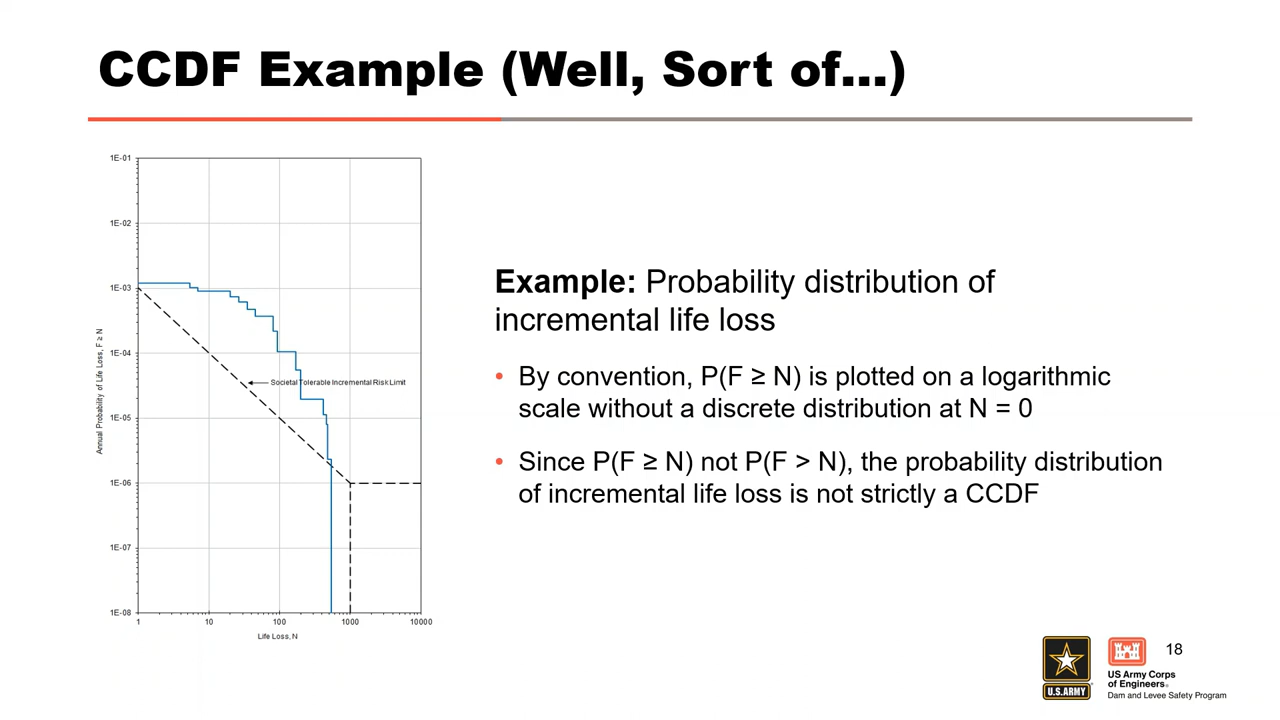 CCDF Example (Well, Sort of...)
1E-01
1E-02
1E-03
1E-04
1E-05
1E-06
1E-07
1E-08
Annual Probability of Life Loss, F ≥ N
Societal Tolerable Incremental Risk Limit
1 10 100 1000 10000
Life Loss, N
Example: Probability distribution of
incremental life loss
• By convention, P(F ≥ N) is plotted on a logarithmic
scale without a discrete distribution at N = 0
• Since P(F ≥ N) not P(F > N), the probability distribution
of incremental life loss is not strictly a CCDF
U.S.ARMY
US Army Corps
of Engineers®
Dam and Levee Safety Program
18